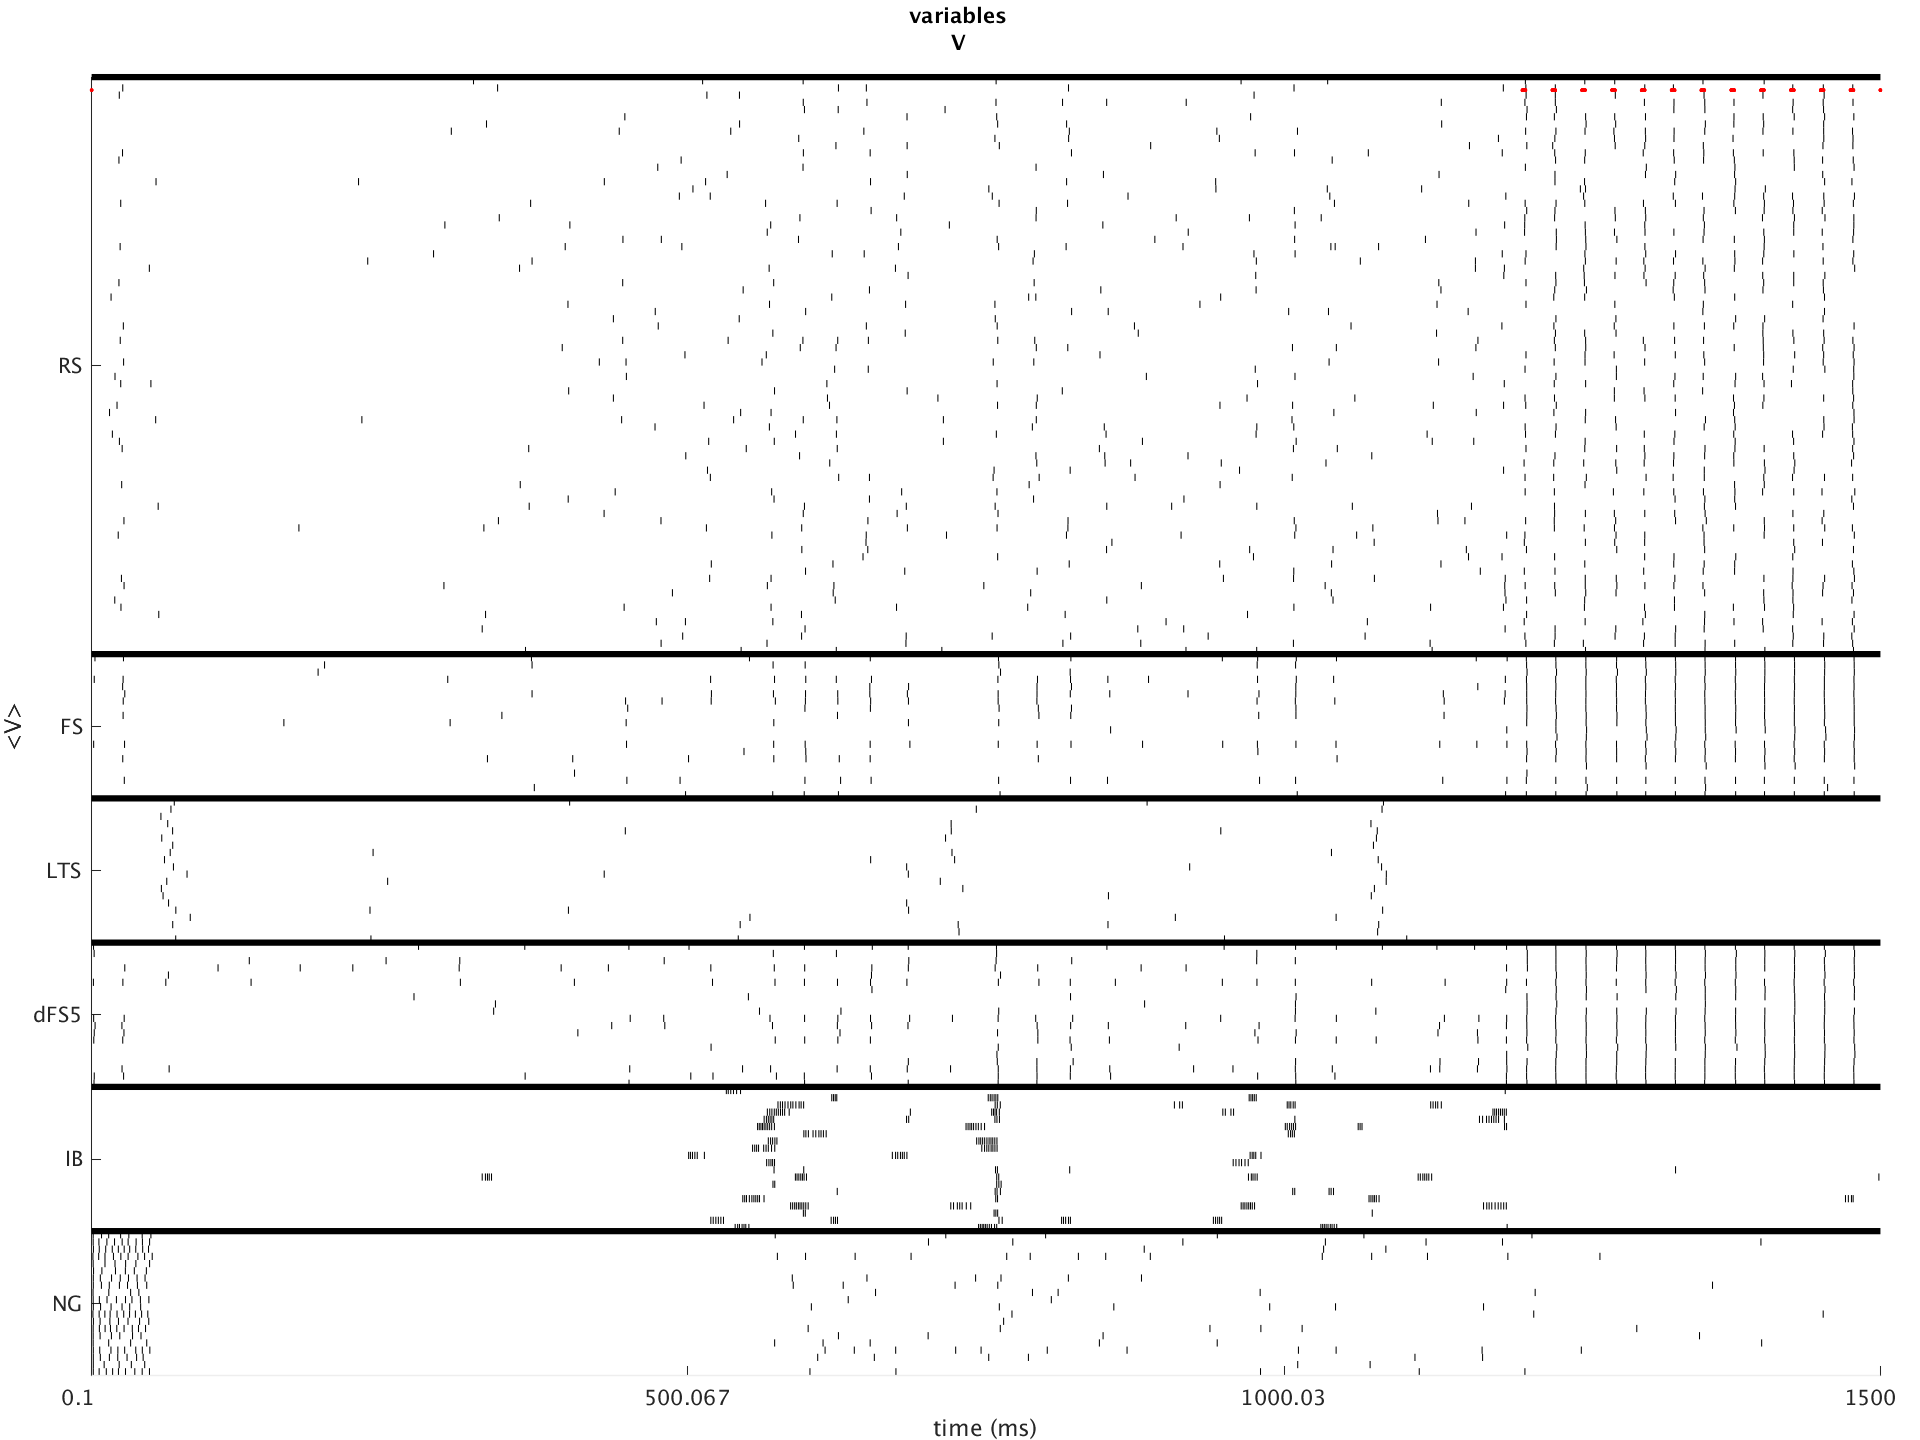 variables
V
RS
FS
<V>
LTS
dFS5
IB
NG
0.1
500.067
1000.03
1500
time (ms)